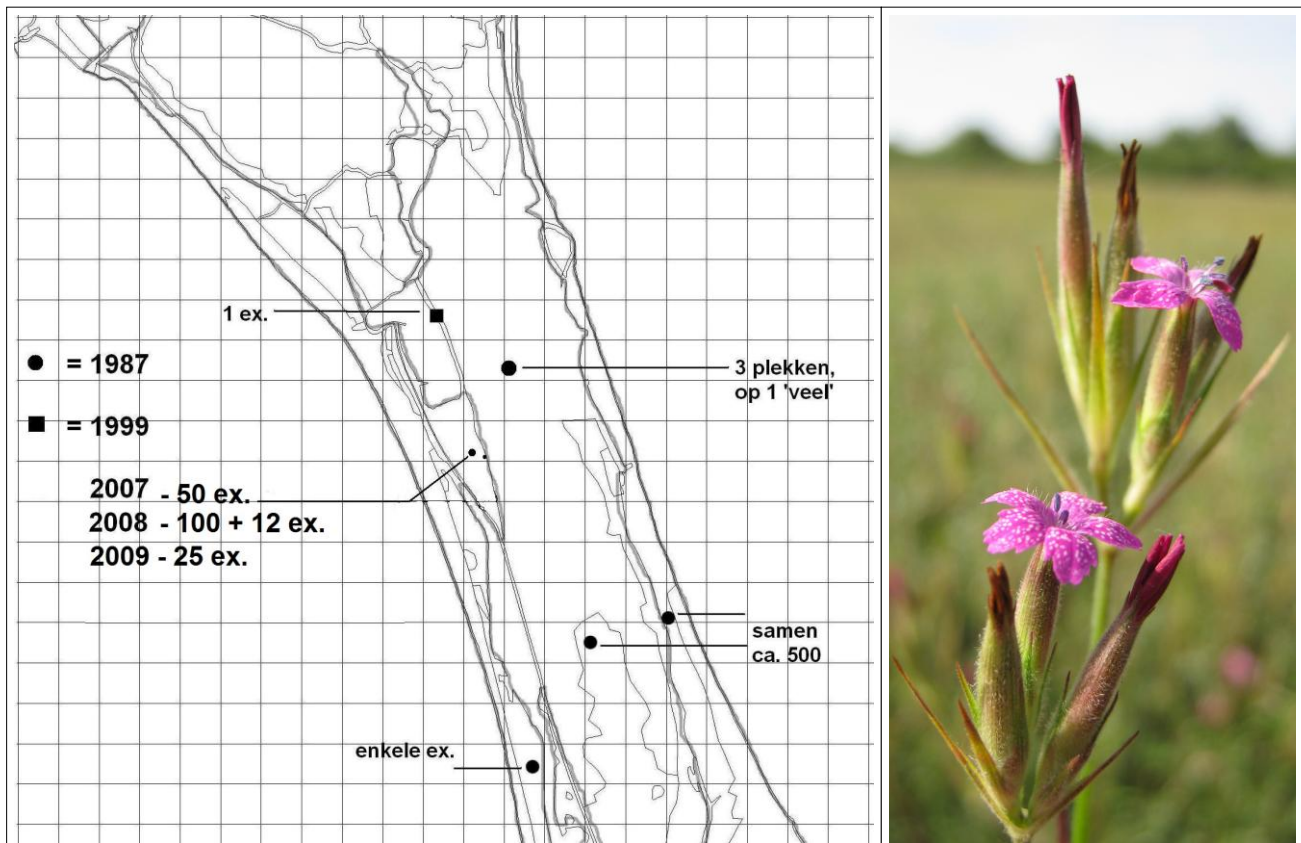 1 ex.
= 1987
3 plekken,
op 1 'veel'
= 1999
2007 - 50 ex.
2008 - 100 + 12 ex.
2009 - 25 ex.
samen
ca. 500
enkele ex.